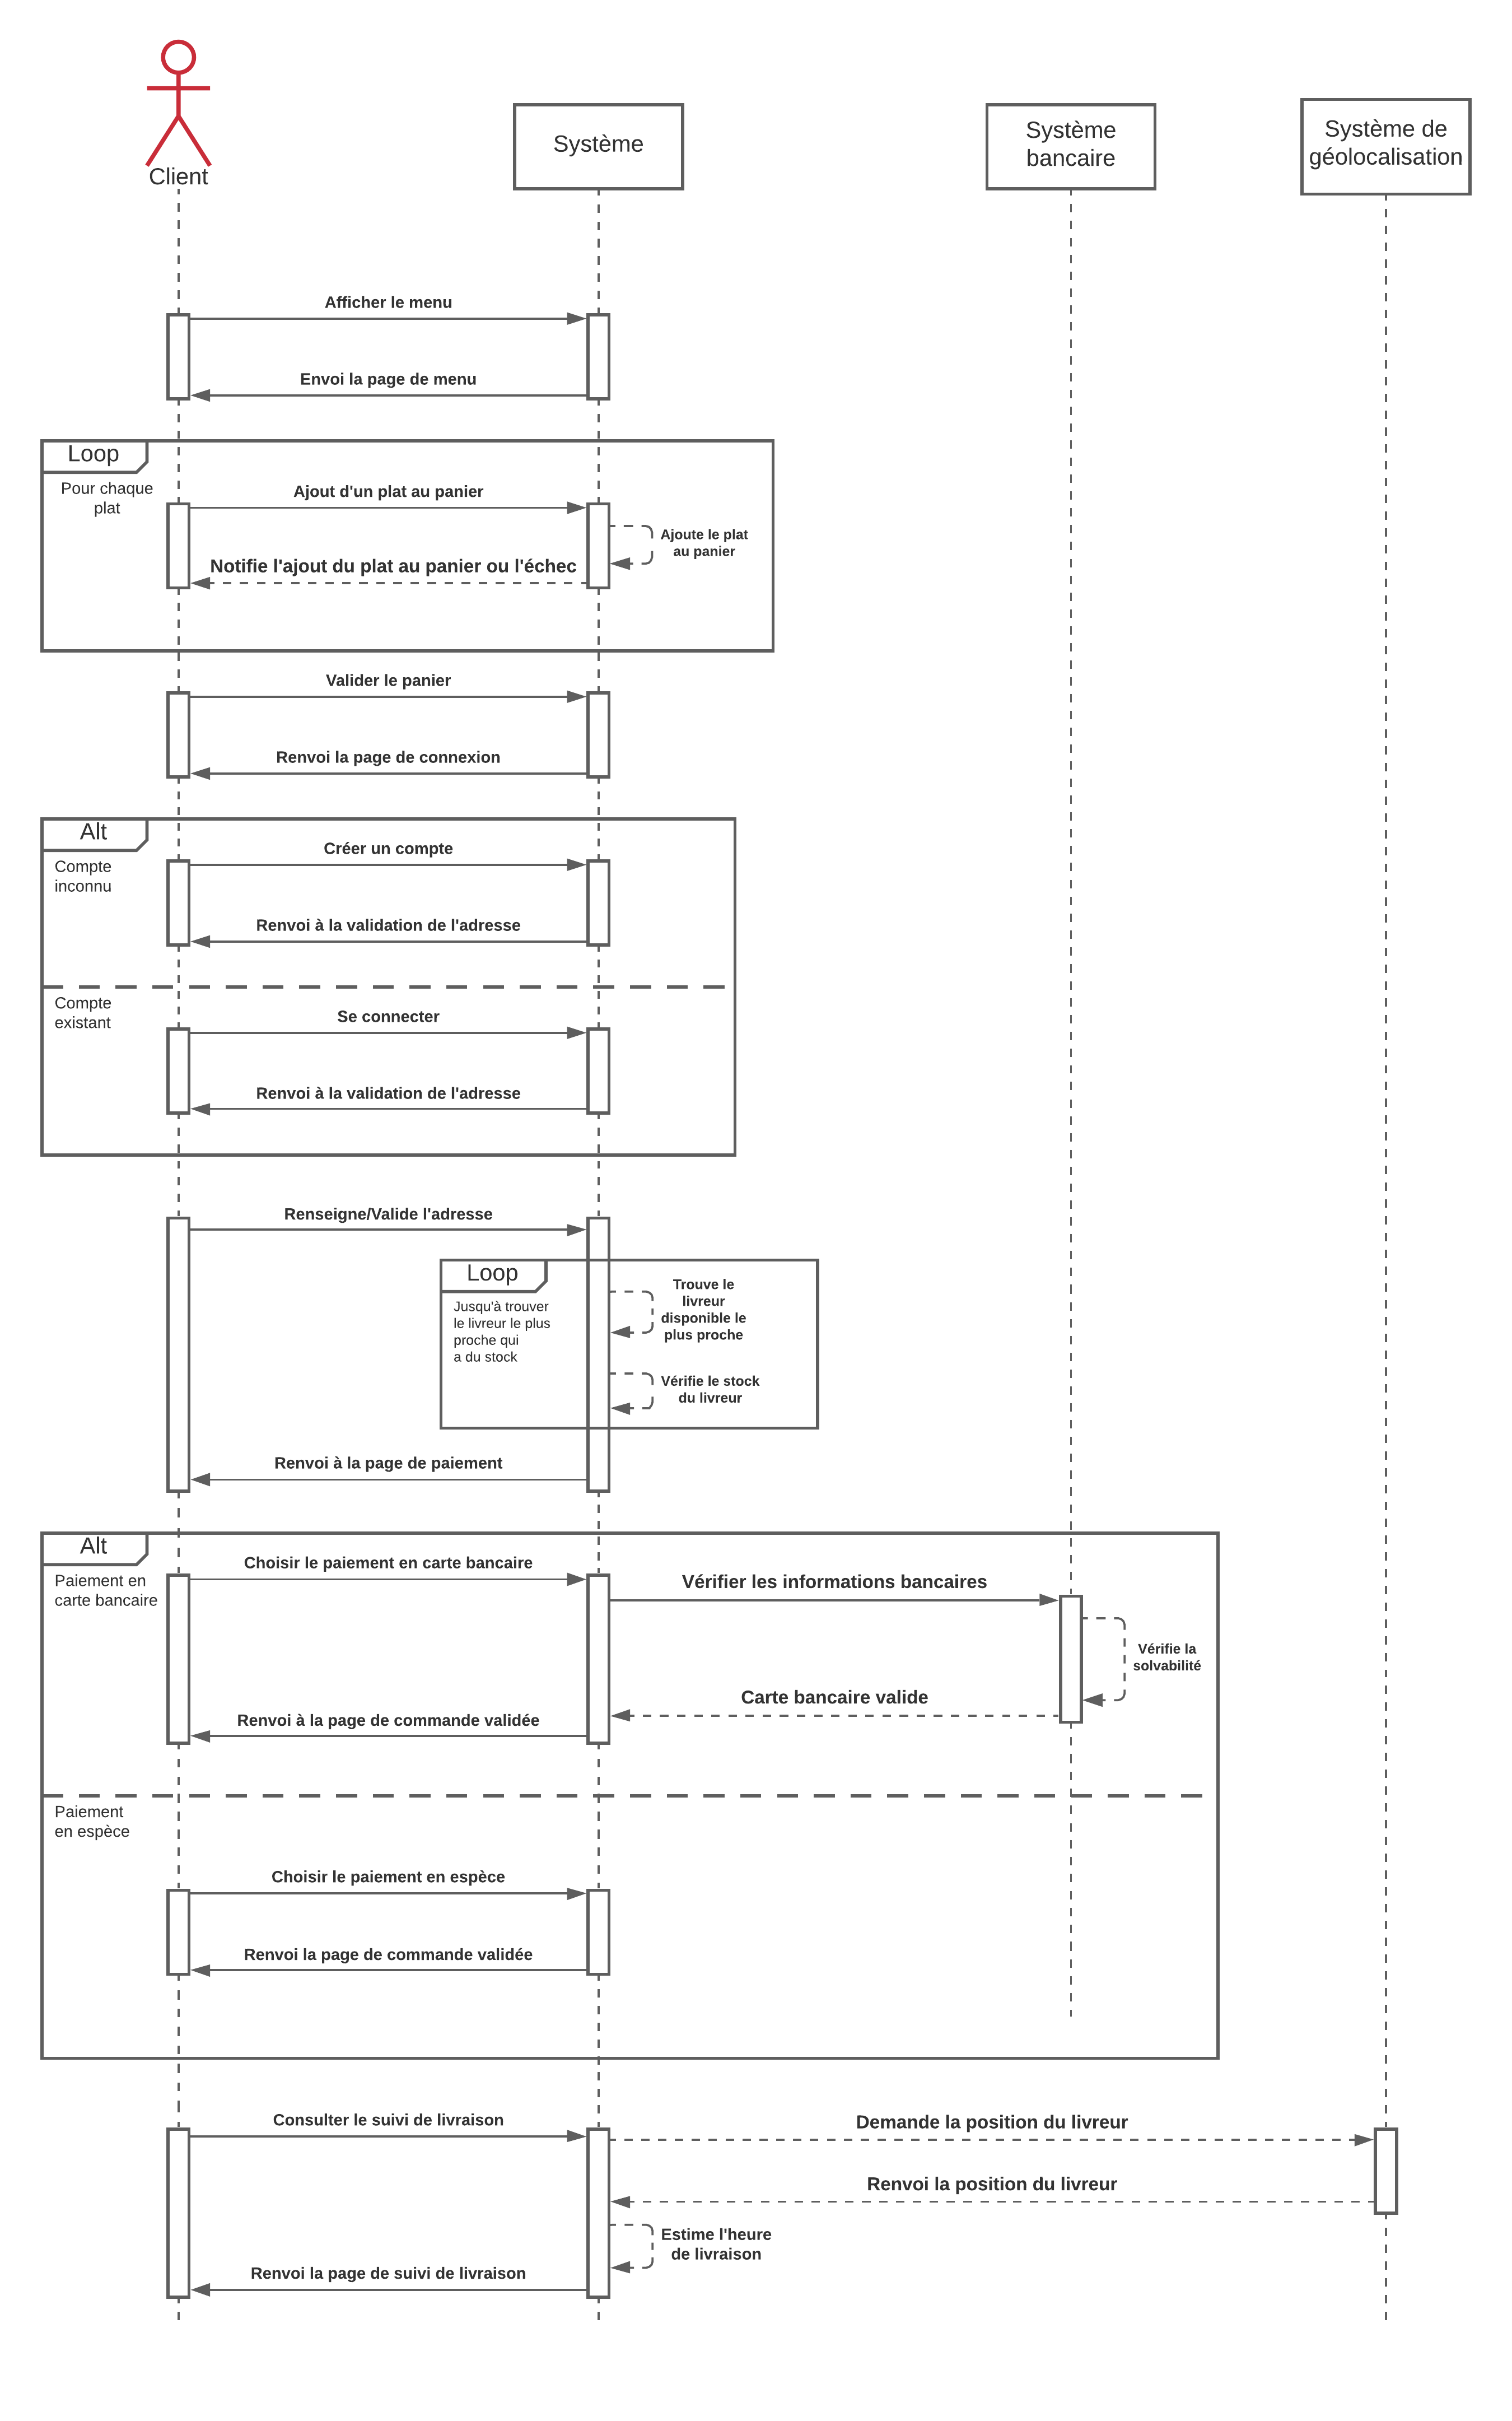 Client
Système
Système
bancaire
Système de
géolocalisation
Afficher le menu
Envoi la page de menu
Loop
Pour chaque
plat
Ajout d'un plat au panier
Ajoute le plat
au panier
Notifie l'ajout du plat au panier ou l'échec
Valider le panier
Renvoi la page de connexion
Alt
Compte
inconnu
Créer un compte
Renvoi à la validation de l'adresse
Compte
existant
Se connecter
Renvoi à la validation de l'adresse
Renseigne/Valide l'adresse
Loop
Jusqu'à trouver
le livreur le plus
proche qui
a du stock
Trouve le
livreur
disponible le
plus proche
Vérifie le stock
du livreur
Renvoi à la page de paiement
Alt
Paiement en
carte bancaire
Choisir le paiement en carte bancaire
Vérifier les informations bancaires
Vérifie la
solvabilité
Carte bancaire valide
Renvoi à la page de commande validée
Paiement
en espèce
Choisir le paiement en espèce
Renvoi la page de commande validée
Consulter le suivi de livraison
Demande la position du livreur
Renvoi la position du livreur
Estime l'heure
de livraison
Renvoi la page de suivi de livraison